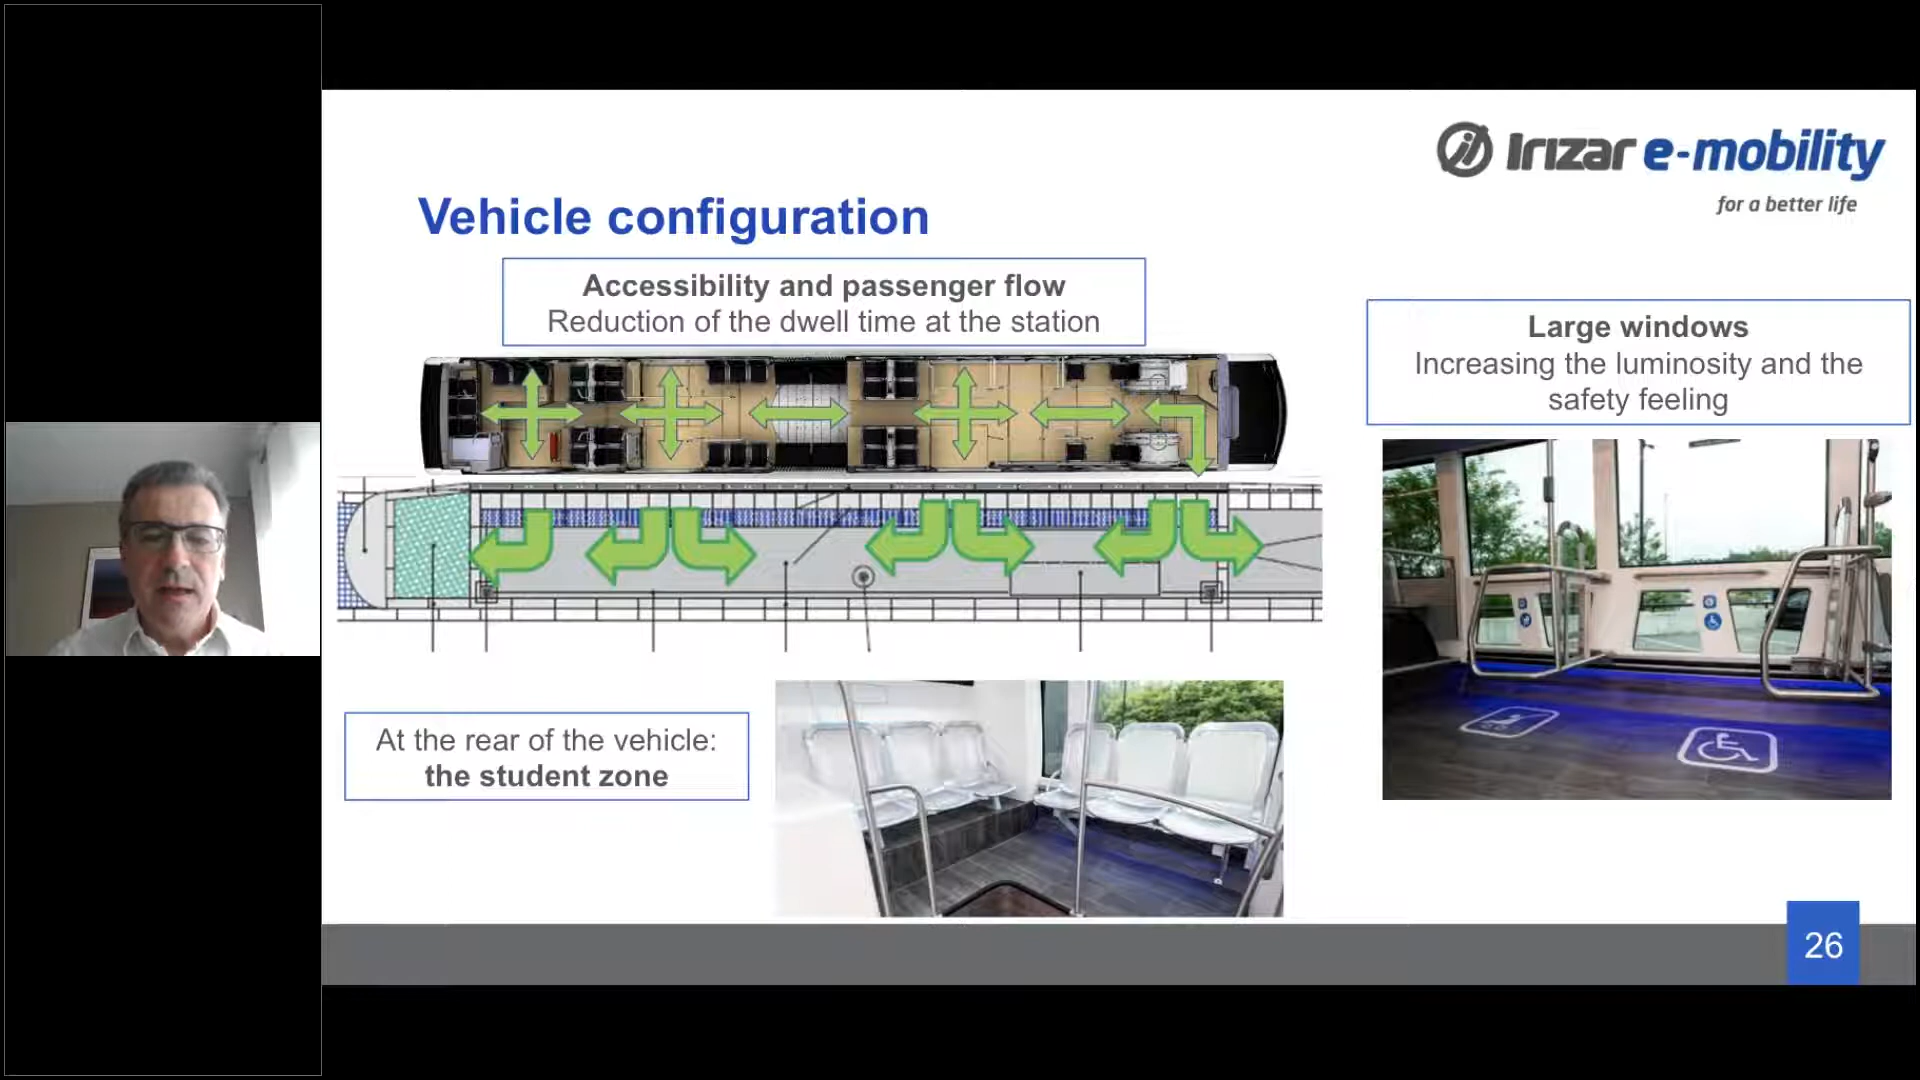 Irizar e-mobility
for a better life
Vehicle configuration
Accessibility and passenger flow
Reduction of the dwell time at the station
Large windows
Increasing the luminosity and the
safety feeling
At the rear of the vehicle:
the student zone
26